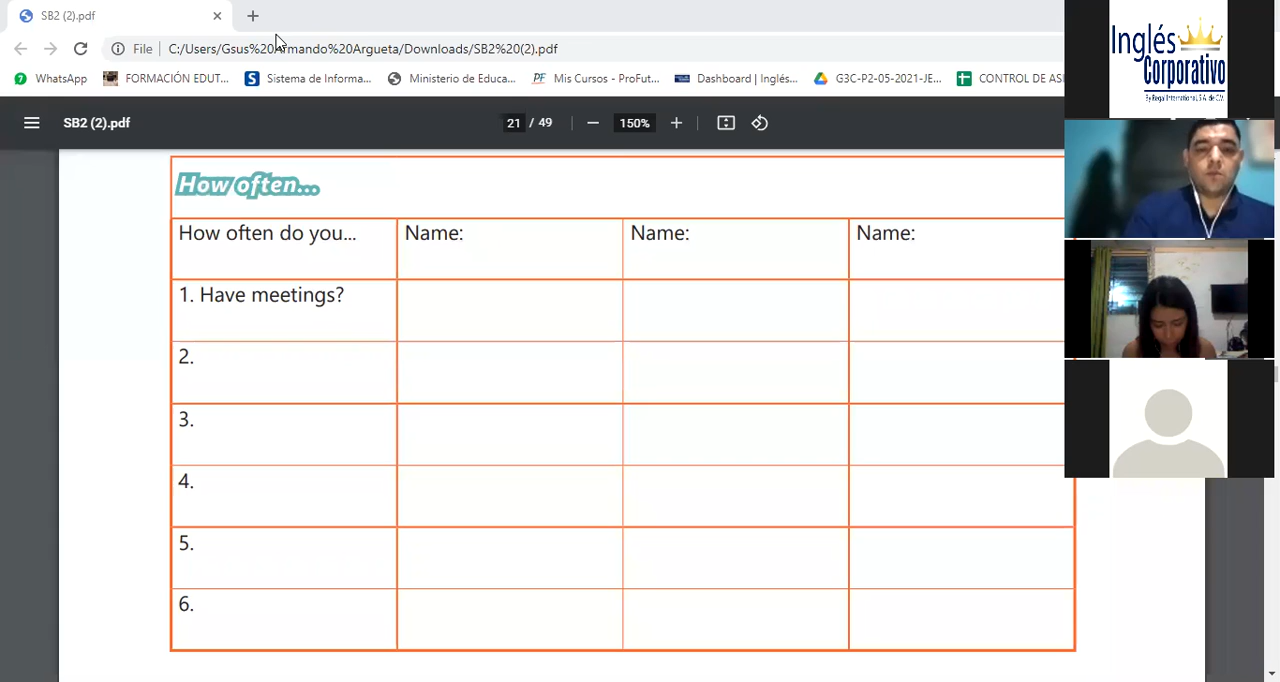 SB2 (2).pdf
File
C:/Users/Gsus%20Armando%20Argueta/Downloads/SB2%20(2).pdf
WhatsApp
FORMACIÓN EDUT...
Sistema de Informa...
Ministerio de Educa...
PF Mis Cursos - ProFut...
Dashboard | Inglés...
G3C-P2-05-2021-JE...
CONTROL DE ASI
SB2 (2).pdf
21 / 49
150%
Inglés
Corporativo
How often...
How often do you... Name: Name: Name:
1. Have meetings?
2.
3.
4.
5.
6.